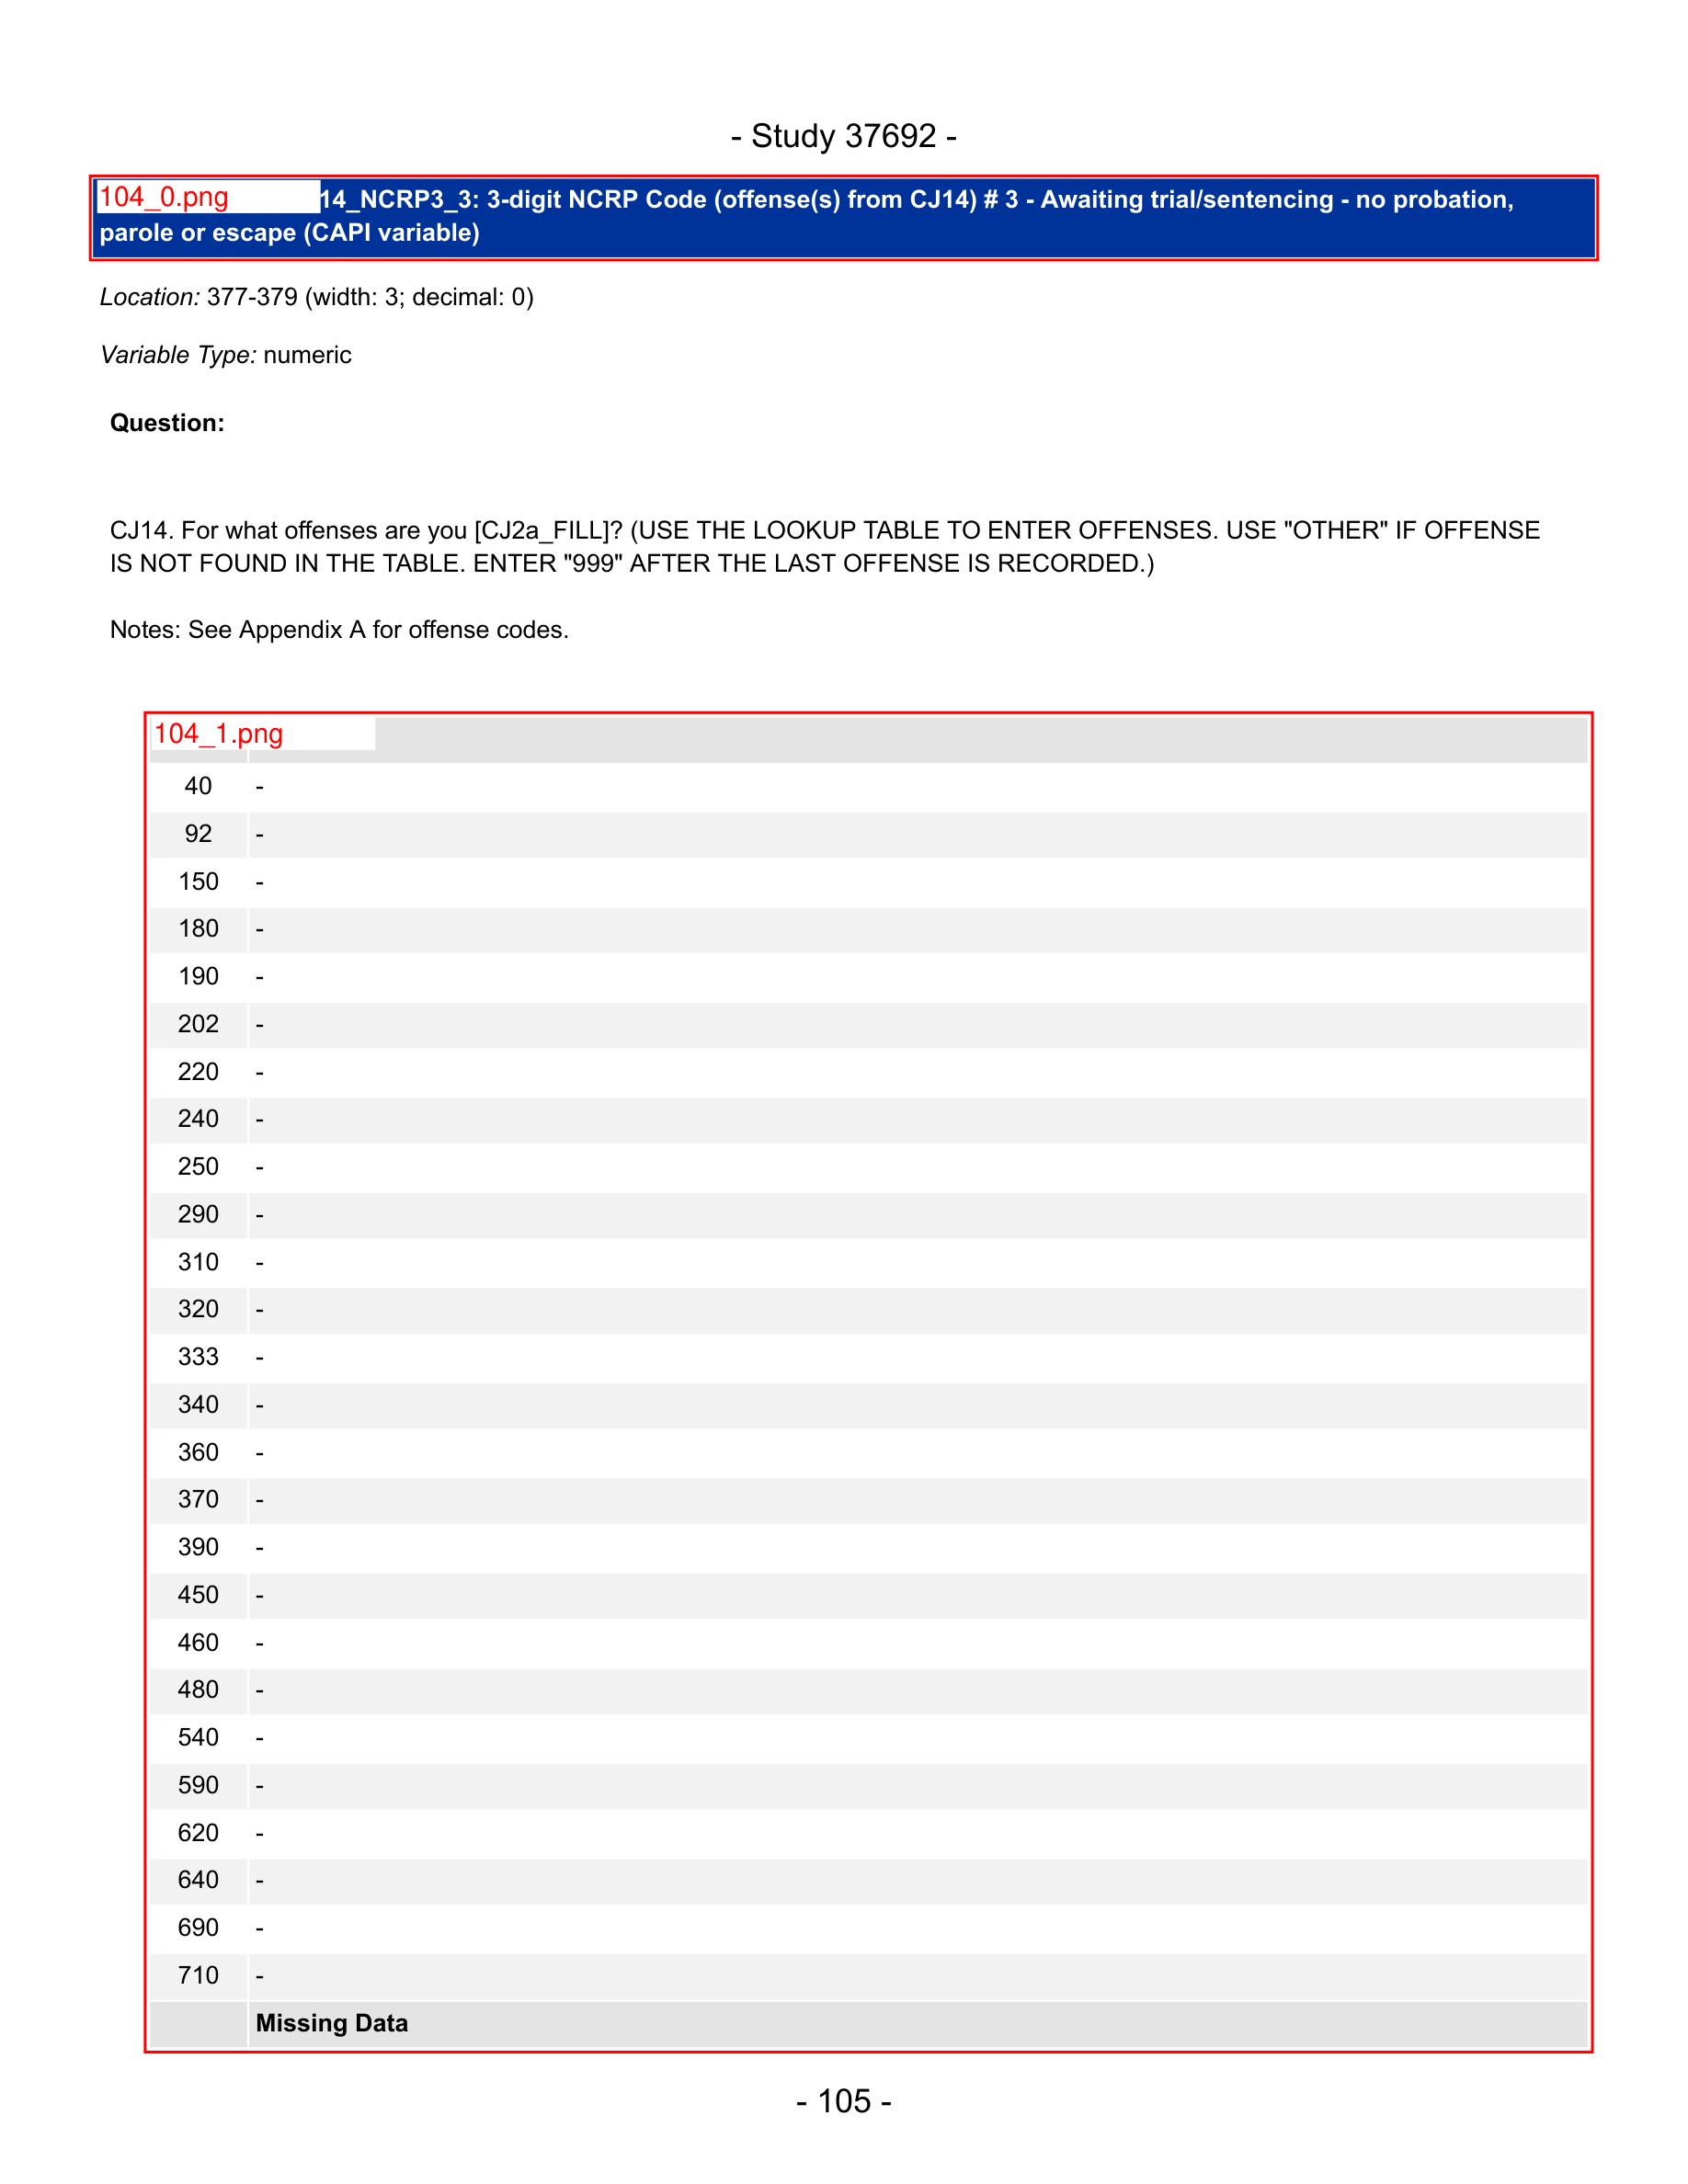 - Study 37692 -
104_0.png
14_NCRP3_3: 3-digit NCRP Code (offense(s) from CJ14) # 3 - Awaiting trial/sentencing - no probation,
parole or escape (CAPI variable)
Location: 377-379 (width: 3; decimal: 0)
Variable Type: numeric
Question:
CJ14. For what offenses are you [CJ2a_FILL]? (USE THE LOOKUP TABLE TO ENTER OFFENSES. USE "OTHER" IF OFFENSE
IS NOT FOUND IN THE TABLE. ENTER "999" AFTER THE LAST OFFENSE IS RECORDED.)
Notes: See Appendix A for offense codes.
104_1.png
40 -
92 -
150 -
180 -
190 -
202 -
220 -
240 -
250 -
290 -
310 -
320 -
333 -
340 -
360 -
370 -
390 -
450 -
460 -
480 -
540 -
590 -
620 -
640 -
690 -
710 -
Missing Data
- 105 -